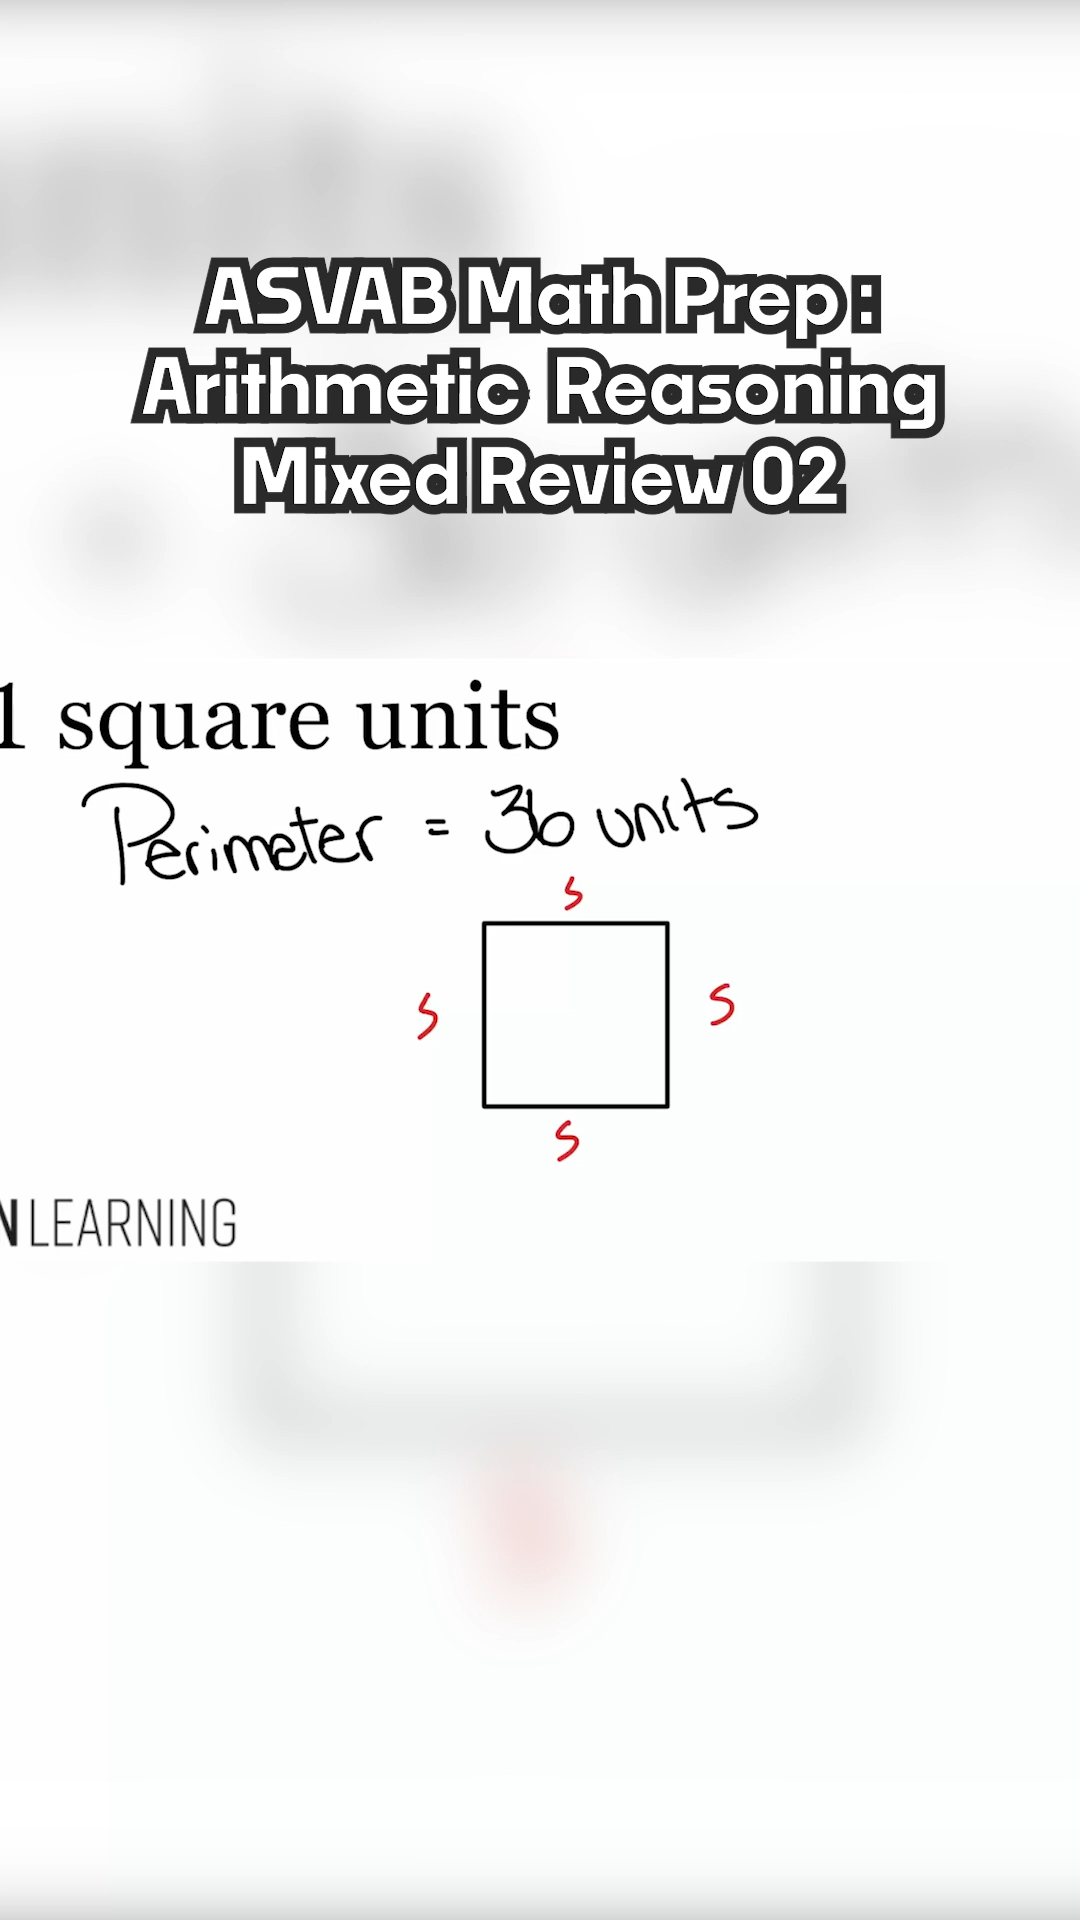 ASVAB Math Prep :
Arithmetic Reasoning
Mixed Review 02
1 square units
Perimeter = 36 units
s
s
s
s
N LEARNING